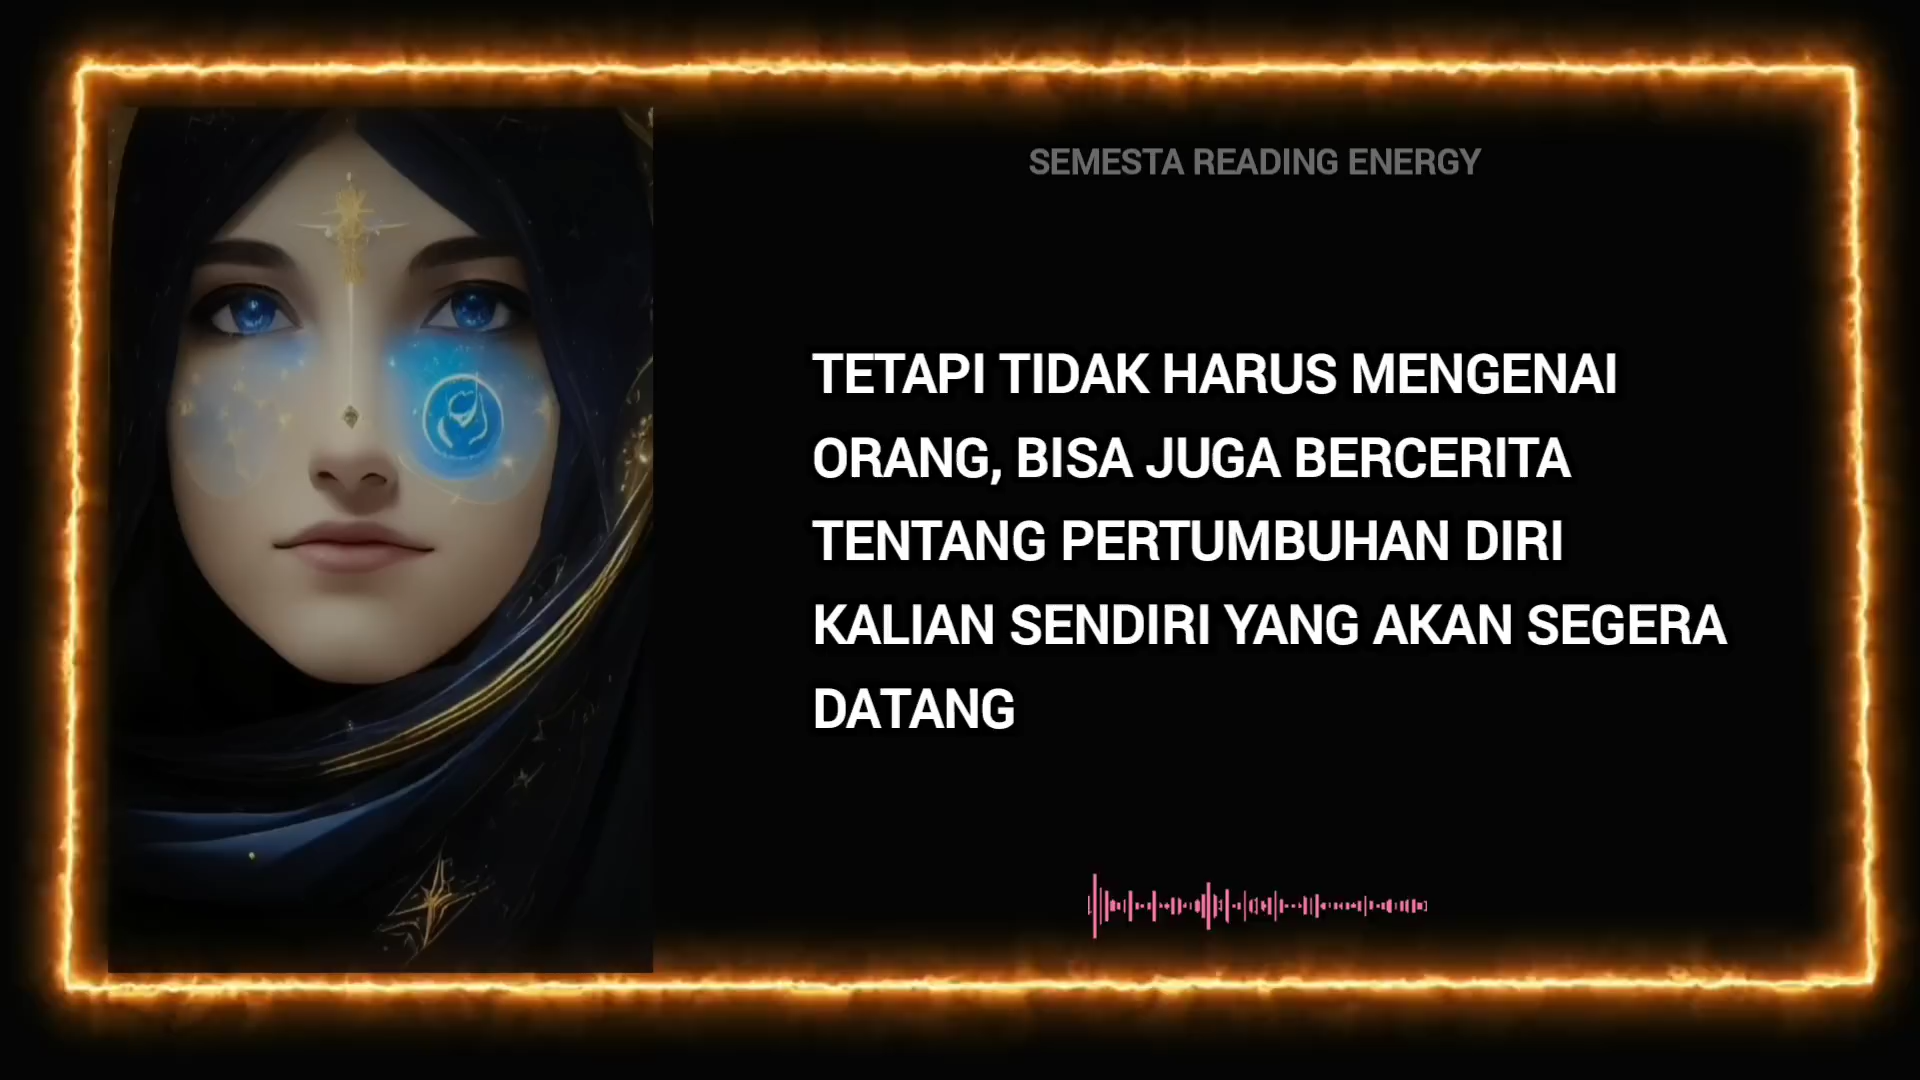 SEMESTA READING ENERGY
TETAPI TIDAK HARUS MENGENAI
ORANG, BISA JUGA BERCERITA
TENTANG PERTUMBUHAN DIRI
KALIAN SENDIRI YANG AKAN SEGERA
DATANG